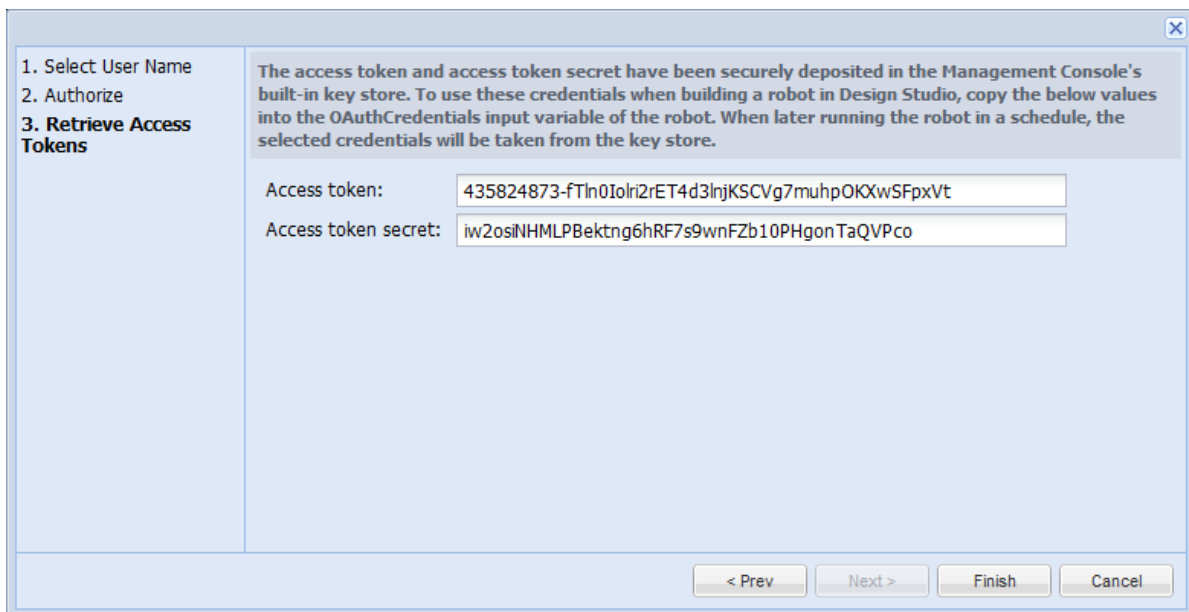 1. Select User Name
2. Authorize
3. Retrieve Access
Tokens
The access token and access token secret have been securely deposited in the Management Console's
built-in key store. To use these credentials when building a robot in Design Studio, copy the below values
into the OAuthCredentials input variable of the robot. When later running the robot in a schedule, the
selected credentials will be taken from the key store.
Access token: 435824873-fTln0Iolri2rET4d3lnjKSCVg7muhpOKXwSFpxVt
Access token secret: iw2osiNHMLPBektng6hRF7s9wnFZb10PHgonTaQVPco
< Prev Next > Finish Cancel